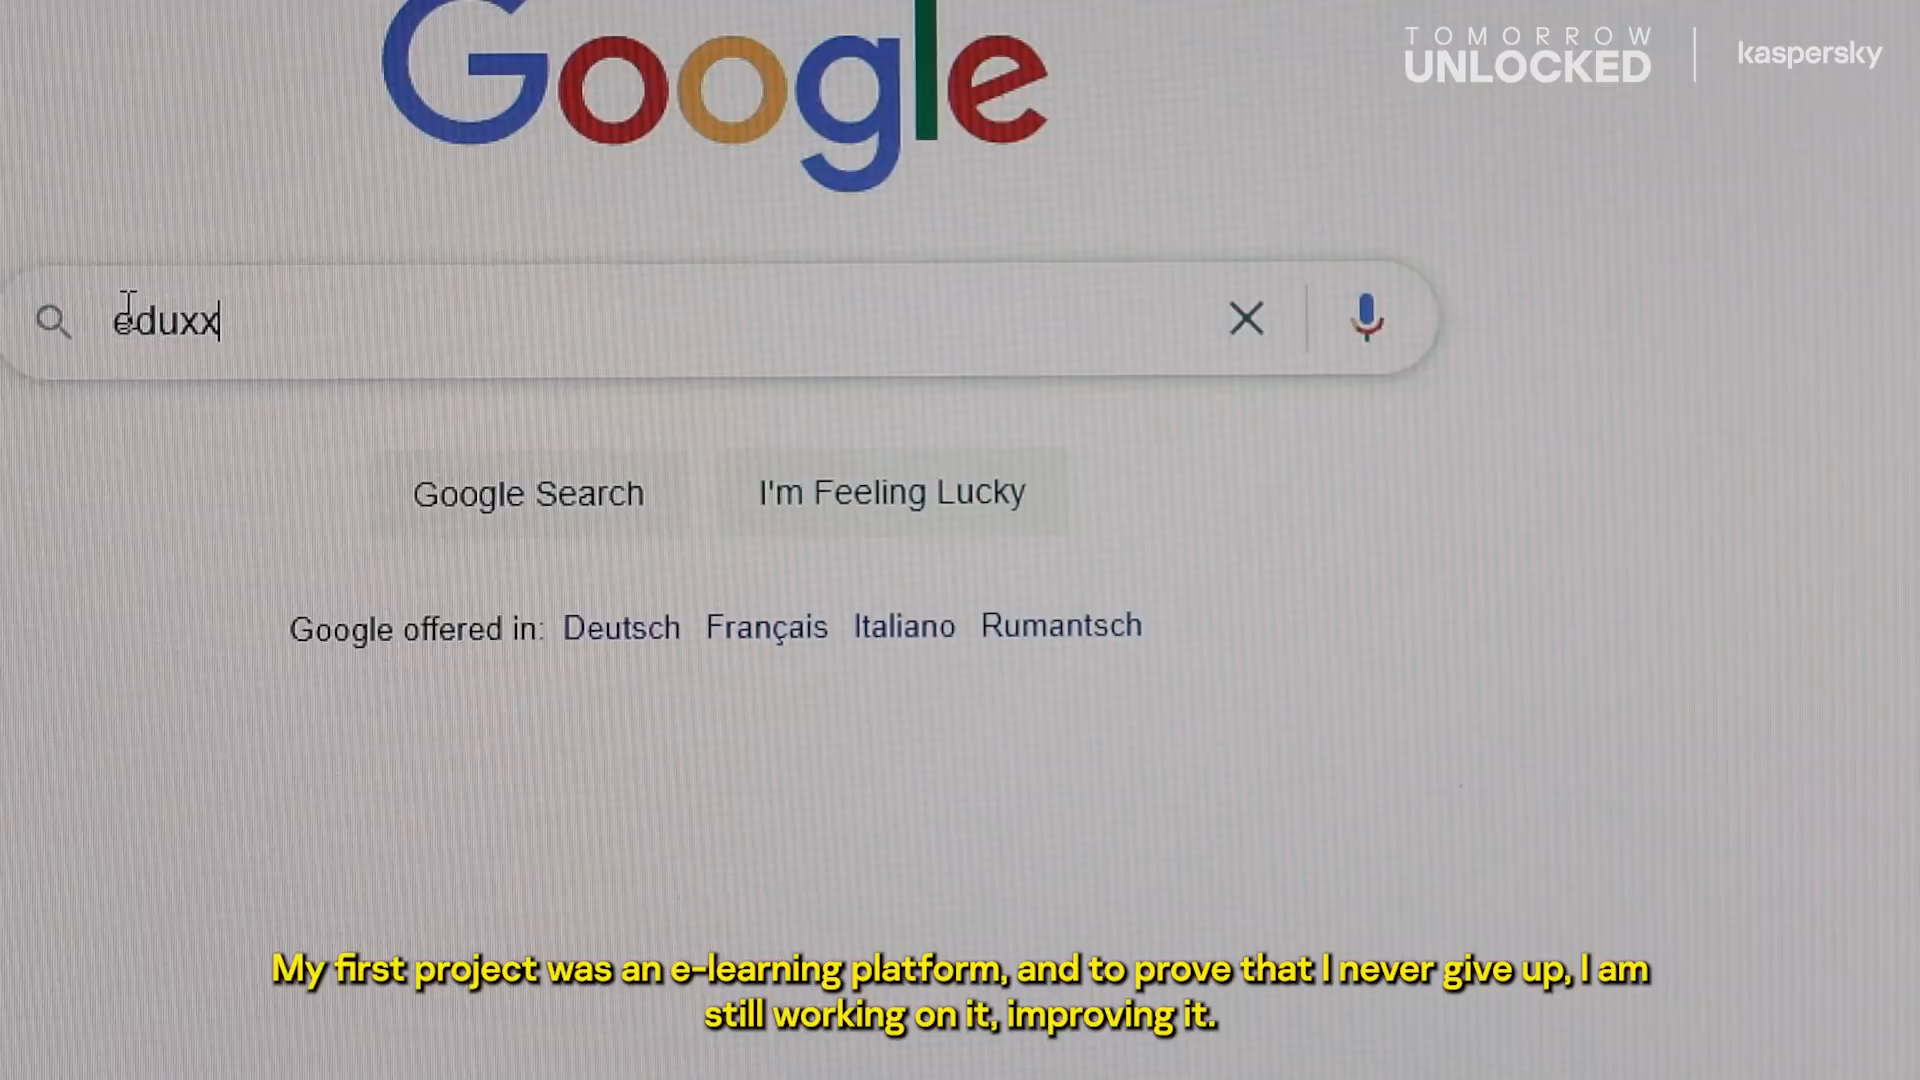 Google
TOMORROW
UNLOCKED
kaspersky
eduxx
Google Search I'm Feeling Lucky
Google offered in: Deutsch Français Italiano Rumantsch
My first project was an e-learning platform, and to prove that I never give up, I am
still working on it, improving it.